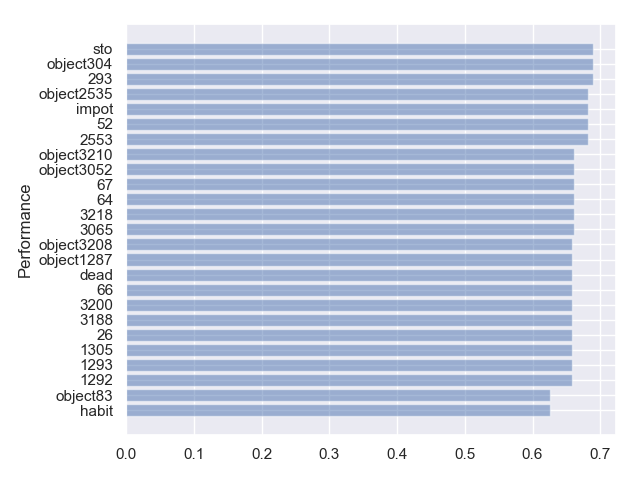 sto
object304
293
object2535
impot
52
2553
object3210
object3052
67
64
3218
3065
object3208
object1287
dead
66
3200
3188
26
1305
1293
1292
object83
habit
Performance
0.0 0.1 0.2 0.3 0.4 0.5 0.6 0.7